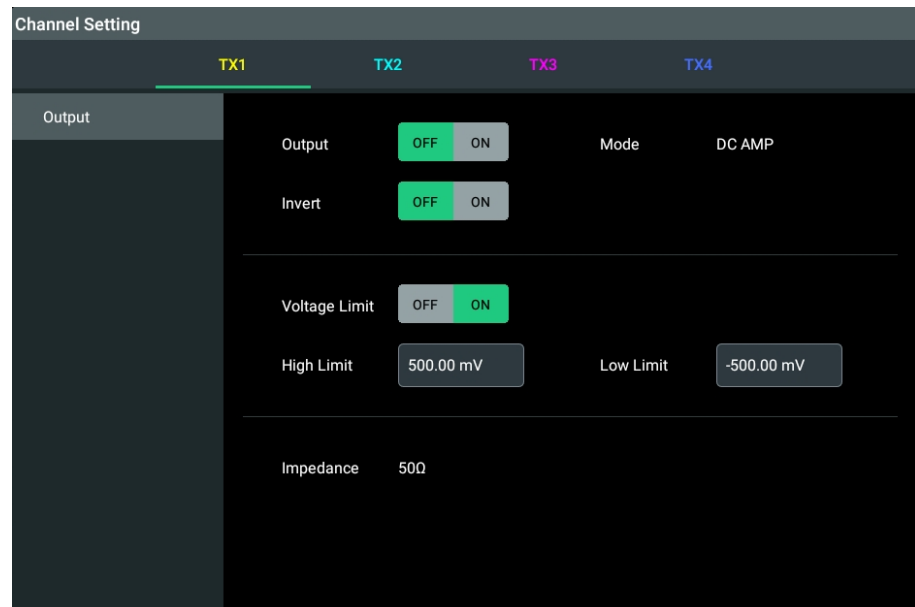 Channel Setting
TX1 TX2 TX3 TX4
Output
Output OFF ON Mode DC AMP
Invert OFF ON
Voltage Limit OFF ON
High Limit 500.00 mV Low Limit -500.00 mV
Impedance 50Ω